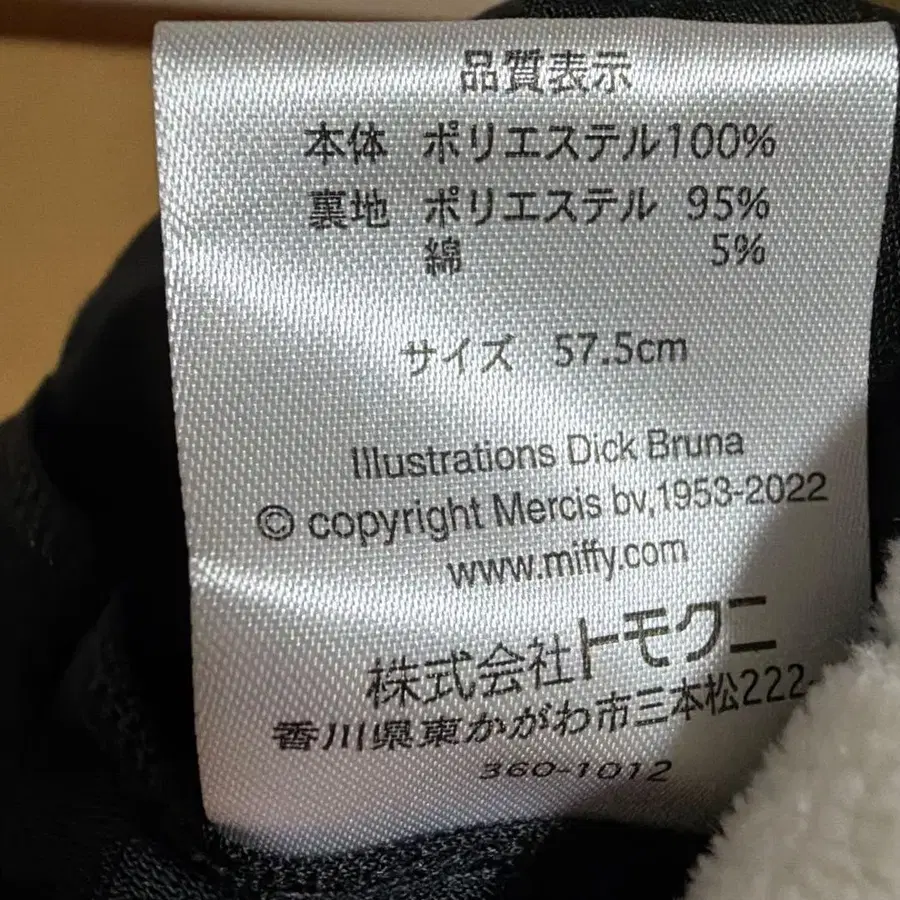 品質表示
本体 ポリエステル100%
裏地 ポリエステル 95%
綿 5%
サイズ 57.5cm
Illustrations Dick Bruna
© copyright Mercis bv,1953-2022
www.miffy.com
株式会社トモクニ
香川県東かがわ市三本松222-
360-1012